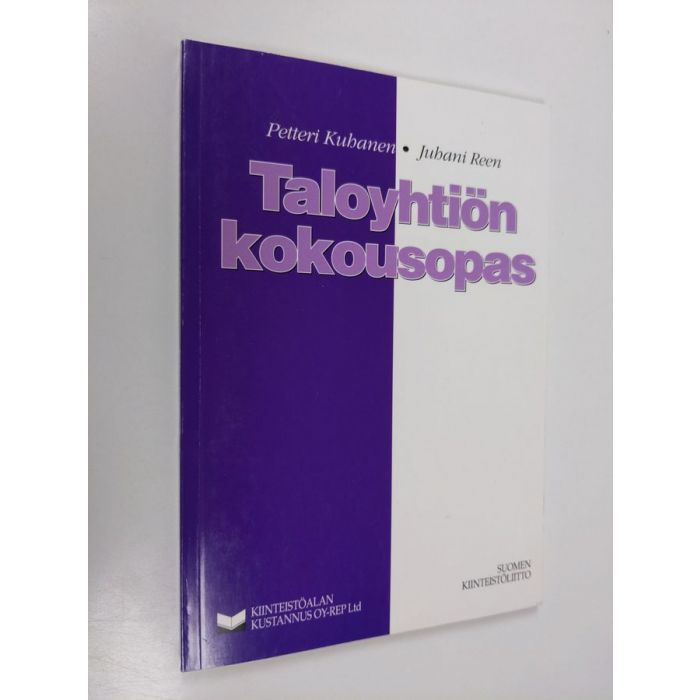 Petteri Kuhanen • Juhani Reen
Taloyhtiön
kokousopas
SUOMEN
KIINTEISTÖLIITTO
KIINTEISTÖALAN
KUSTANNUS OY-REP Ltd